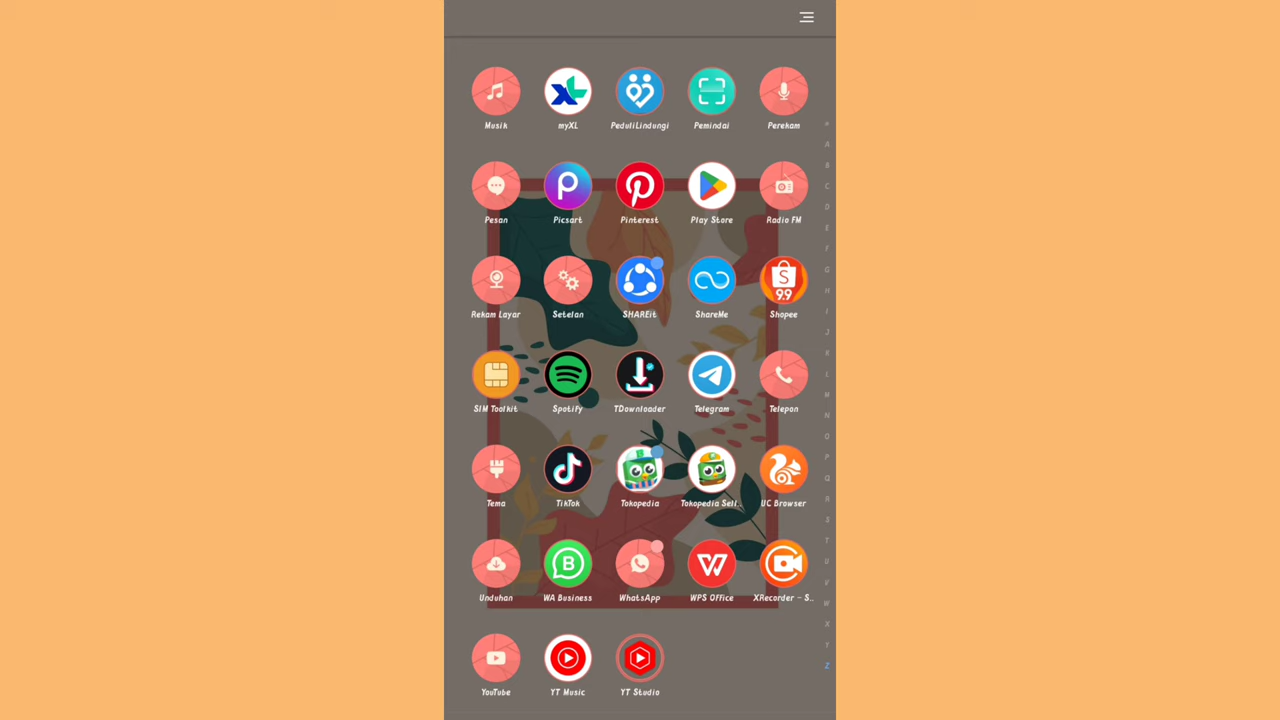 Musik
myXL
PeduliLindungi
Pemindai
Perekam
Pesan
Picsart
Pinterest
Play Store
Radio FM
Rekam Layar
Setelan
SHAREit
ShareMe
S
9.9
Shopee
SIM Toolkit
Spotify
TDownloader
Telegram
Telepon
Tema
TikTok
Tokopedia
Tokopedia Sell..
UC Browser
Unduhan
B
WA Business
WhatsApp
WPS Office
XRecorder - S..
YouTube
YT Music
YT Studio
#
A
B
C
D
E
F
G
H
I
J
K
L
M
N
O
P
Q
R
S
T
U
V
W
X
Y
Z